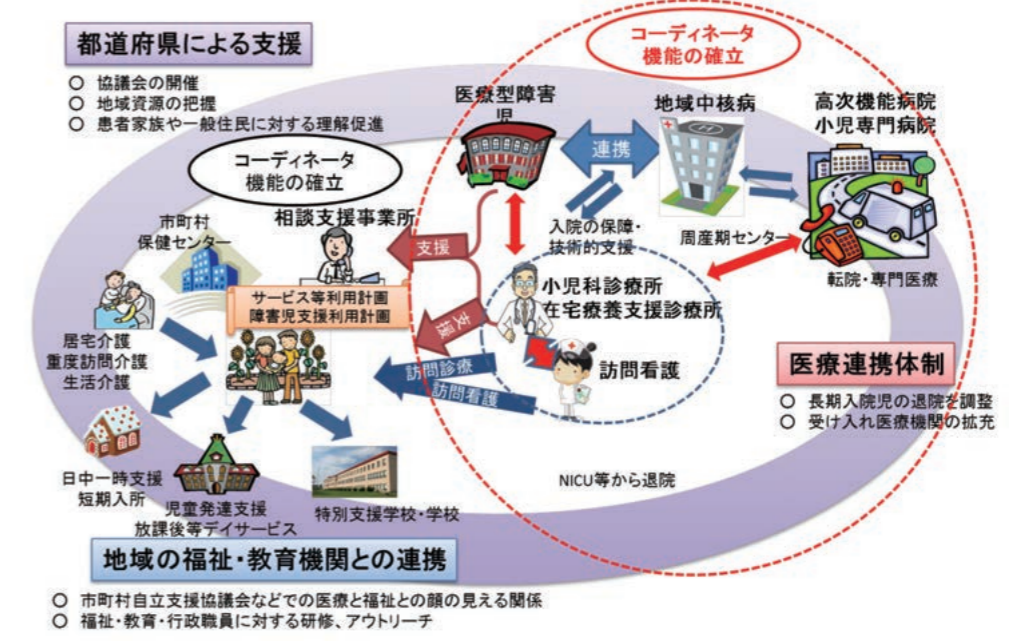 都道府県による支援
○ 協議会の開催
○ 地域資源の把握
○ 患者家族や一般住民に対する理解促進
コーディネータ
機能の確立
コーディネータ
機能の確立
医療型障害
児
地域中核病
高次機能病院
小児専門病院
連携
市町村
保健センター
相談支援事業所
支援
入院の保障・
技術的支援
周産期センター
転院・専門医療
サービス等利用計画
障害児支援利用計画
小児科診療所
在宅療養支援診療所
支援
居宅介護
重度訪問介護
生活介護
訪問診療
訪問看護
訪問看護
医療連携体制
○ 長期入院児の退院を調整
○ 受け入れ医療機関の拡充
日中一時支援
短期入所
児童発達支援
放課後等デイサービス
特別支援学校・学校
NICU等から退院
地域の福祉・教育機関との連携
○ 市町村自立支援協議会などでの医療と福祉との顔の見える関係
○ 福祉・教育・行政職員に対する研修、アウトリーチ